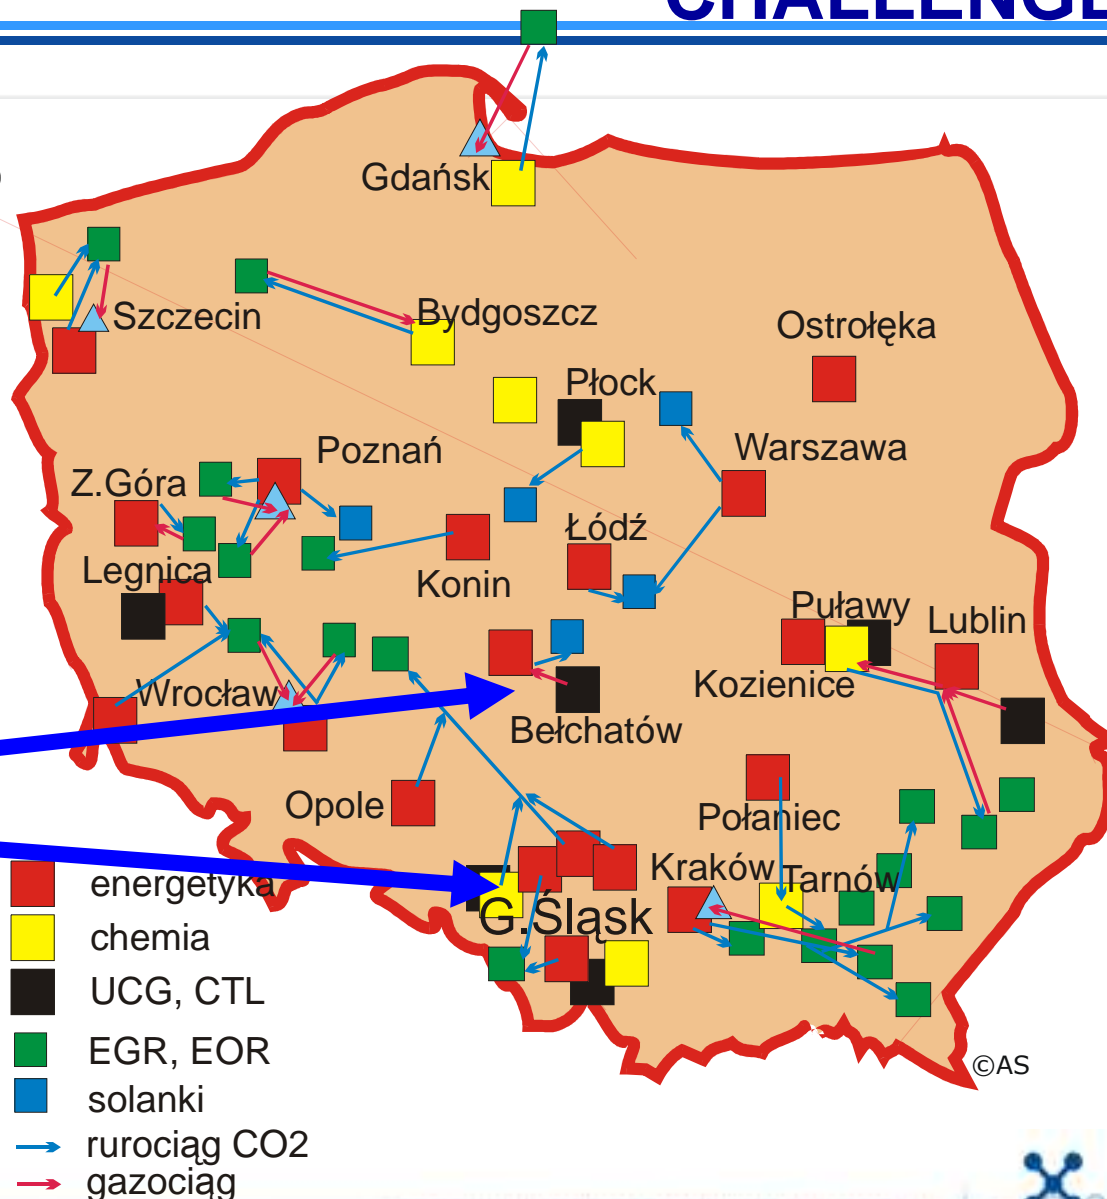 CHALLENGE
Gdańsk
Szczecin
Bydgoszcz
Ostrołęka
Płock
Poznań
Warszawa
Z.Góra
Łódź
Legnica
Konin
Puławy
Lublin
Wrocław
Kozienice
Bełchatów
Opole
Połaniec
Kraków
Tarnów
G.Śląsk
energetyka
chemia
UCG, CTL
EGR, EOR
solanki
rurociąg CO2
gazociąg
©AS